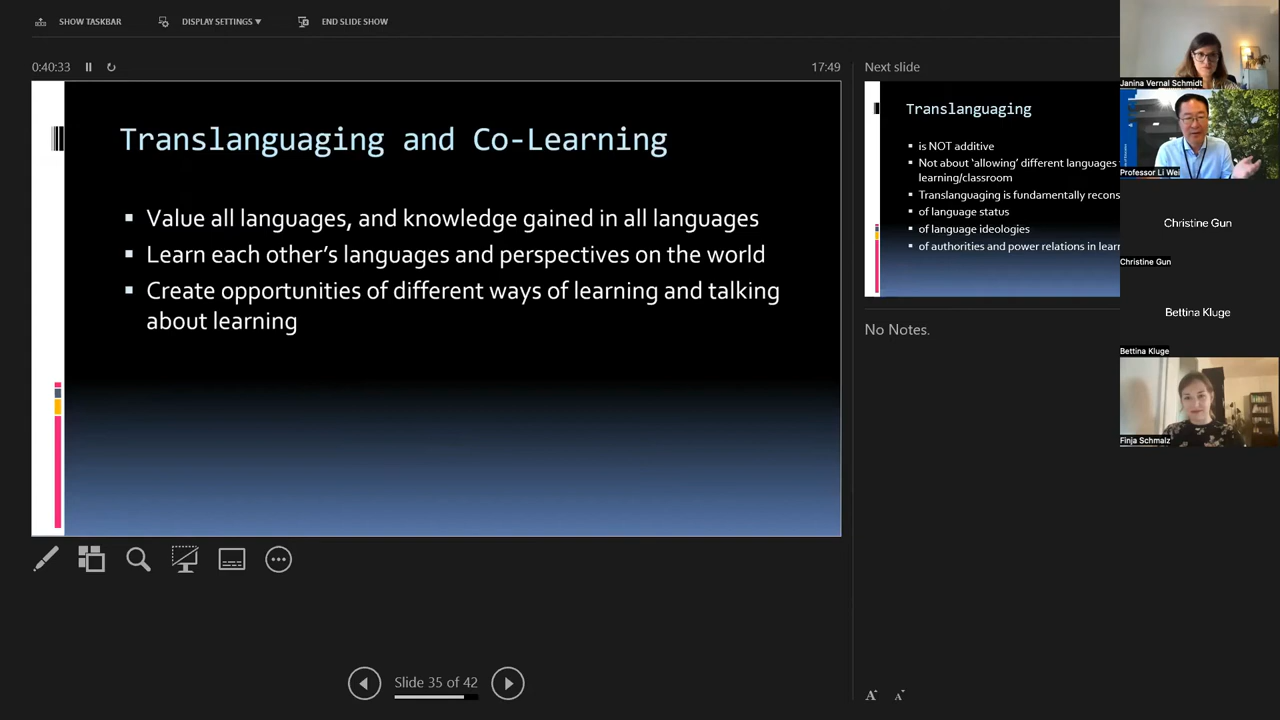 SHOW TASKBAR
DISPLAY SETTINGS ▼
END SLIDE SHOW
0:40:33
17:49
Translanguaging and Co-Learning
▪ Value all languages, and knowledge gained in all languages
▪ Learn each other’s languages and perspectives on the world
▪ Create opportunities of different ways of learning and talking
about learning
Slide 35 of 42
Next slide
Translanguaging
▪ is NOT additive
▪ Not about ‘allowing’ different languages
learning/classroom
▪ Translanguaging is fundamentally recons
▪ of language status
▪ of language ideologies
▪ of authorities and power relations in learn
No Notes.
A A
Janina Vernal Schmidt
Professor Li Wei
Christine Gun
Christine Gun
Bettina Kluge
Bettina Kluge
Finja Schmalz